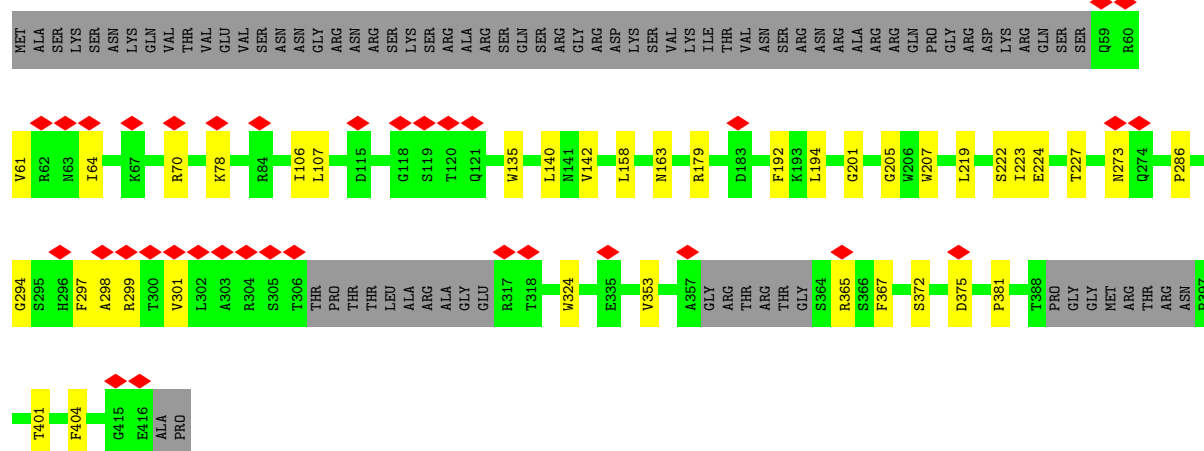 MET ALA SER LYS SER ASN LYS GLN VAL THR VAL GLU VAL SER ASN ASN GLY ARG ASN ARG SER LYS SER ARG ALA ARG SER GLN SER ARG GLY ARG ASP LYS SER VAL LYS ILE THR VAL ASN SER ARG ASN ARG ALA ARG ARG GLN PRO GLY ARG ASP LYS ARG GLN SER SER Q59 R60
V61 R62 N63 I64 K67 R70 K78 R84 I106 L107 D115 G118 S119 T120 Q121 W135 L140 N141 V142 L158 N163 R179 D183 F192 K193 L194 G201 G205 W206 W207 L219 S222 I223 E224 T227 N273 Q274 P286
G294 S295 H296 F297 A298 R299 T300 V301 L302 A303 R304 S305 T306 THR PRO THR THR LEU ALA ARG ALA GLY GLU R317 T318 W324 E335 V353 A357 GLY ARG THR ARG THR GLY S364 R365 S366 F367 S372 D375 P381 T388 PRO GLY GLY MET ARG THR ARG ASN
T401 F404 G415 E416 ALA PRO